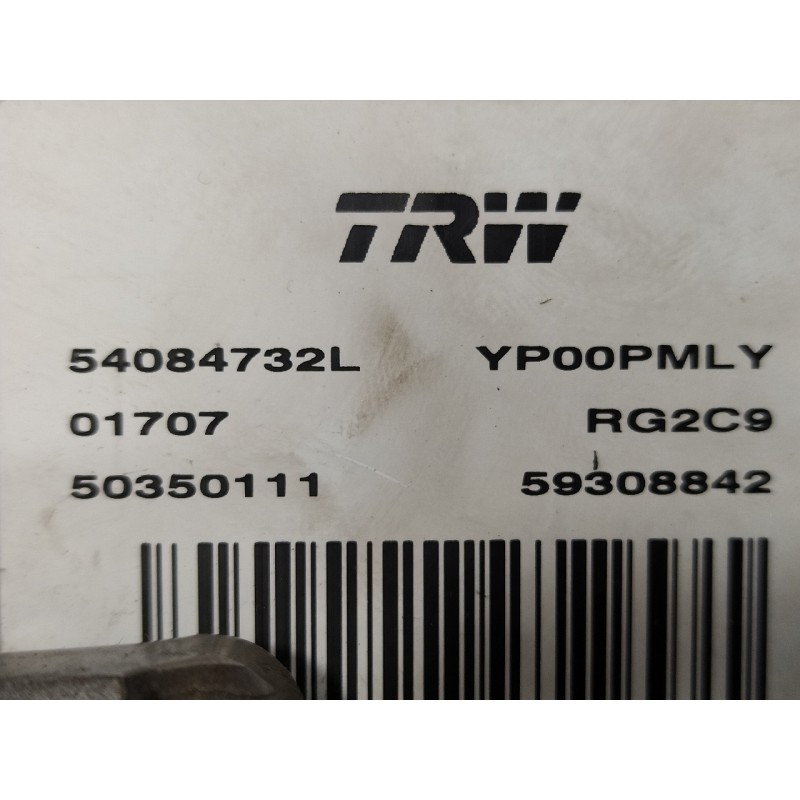 TRW
54084732L YP00PMLY
01707 RG2C9
50350111 59308842